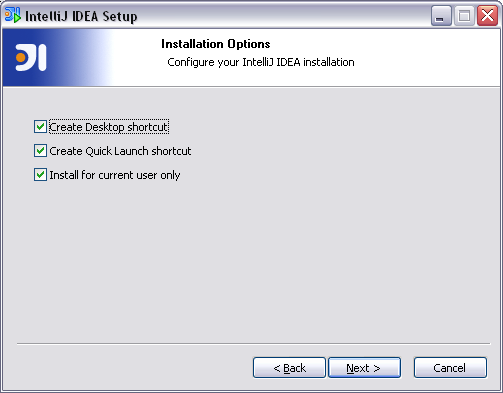 IntelliJ IDEA Setup
Installation Options
Configure your IntelliJ IDEA installation
Create Desktop shortcut
Create Quick Launch shortcut
Install for current user only
< Back
Next >
Cancel